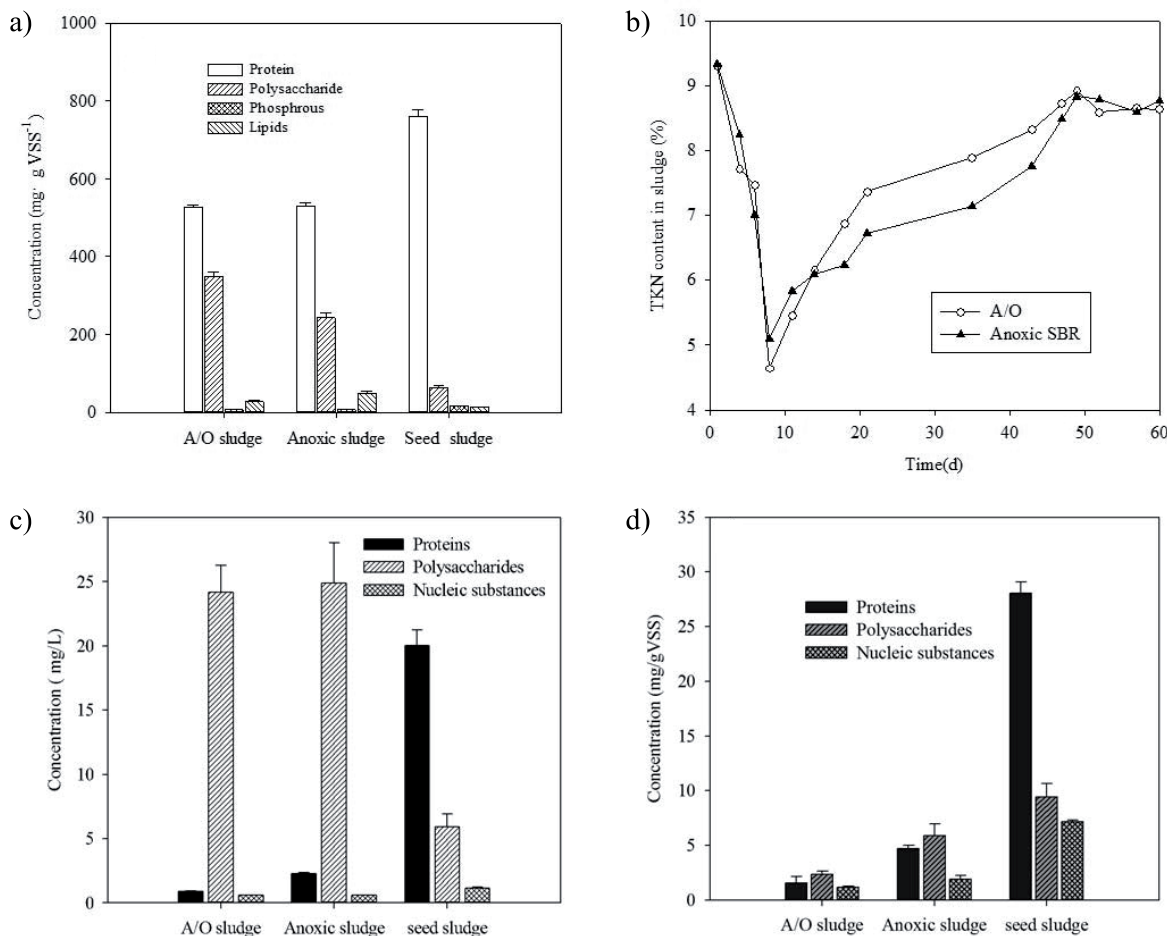 a)
1000
800
600
400
200
0
Concentration (mg· g VSS⁻¹)
Protein
Polysaccharide
Phosphrous
Lipids
A/O sludge
Anoxic sludge
Seed sludge
b)
10
9
8
7
6
5
4
TKN content in sludge (%)
A/O
Anoxic SBR
0 10 20 30 40 50 60
Time(d)
c)
30
25
20
15
10
5
0
Concentration ( mg/L)
Proteins
Polysaccharides
Nucleic substances
A/O sludge
Anoxic sludge
seed sludge
d)
35
30
25
20
15
10
5
0
Concentration (mg/gVSS)
Proteins
Polysaccharides
Nucleic substances
A/O sludge
Anoxic sludge
seed sludge